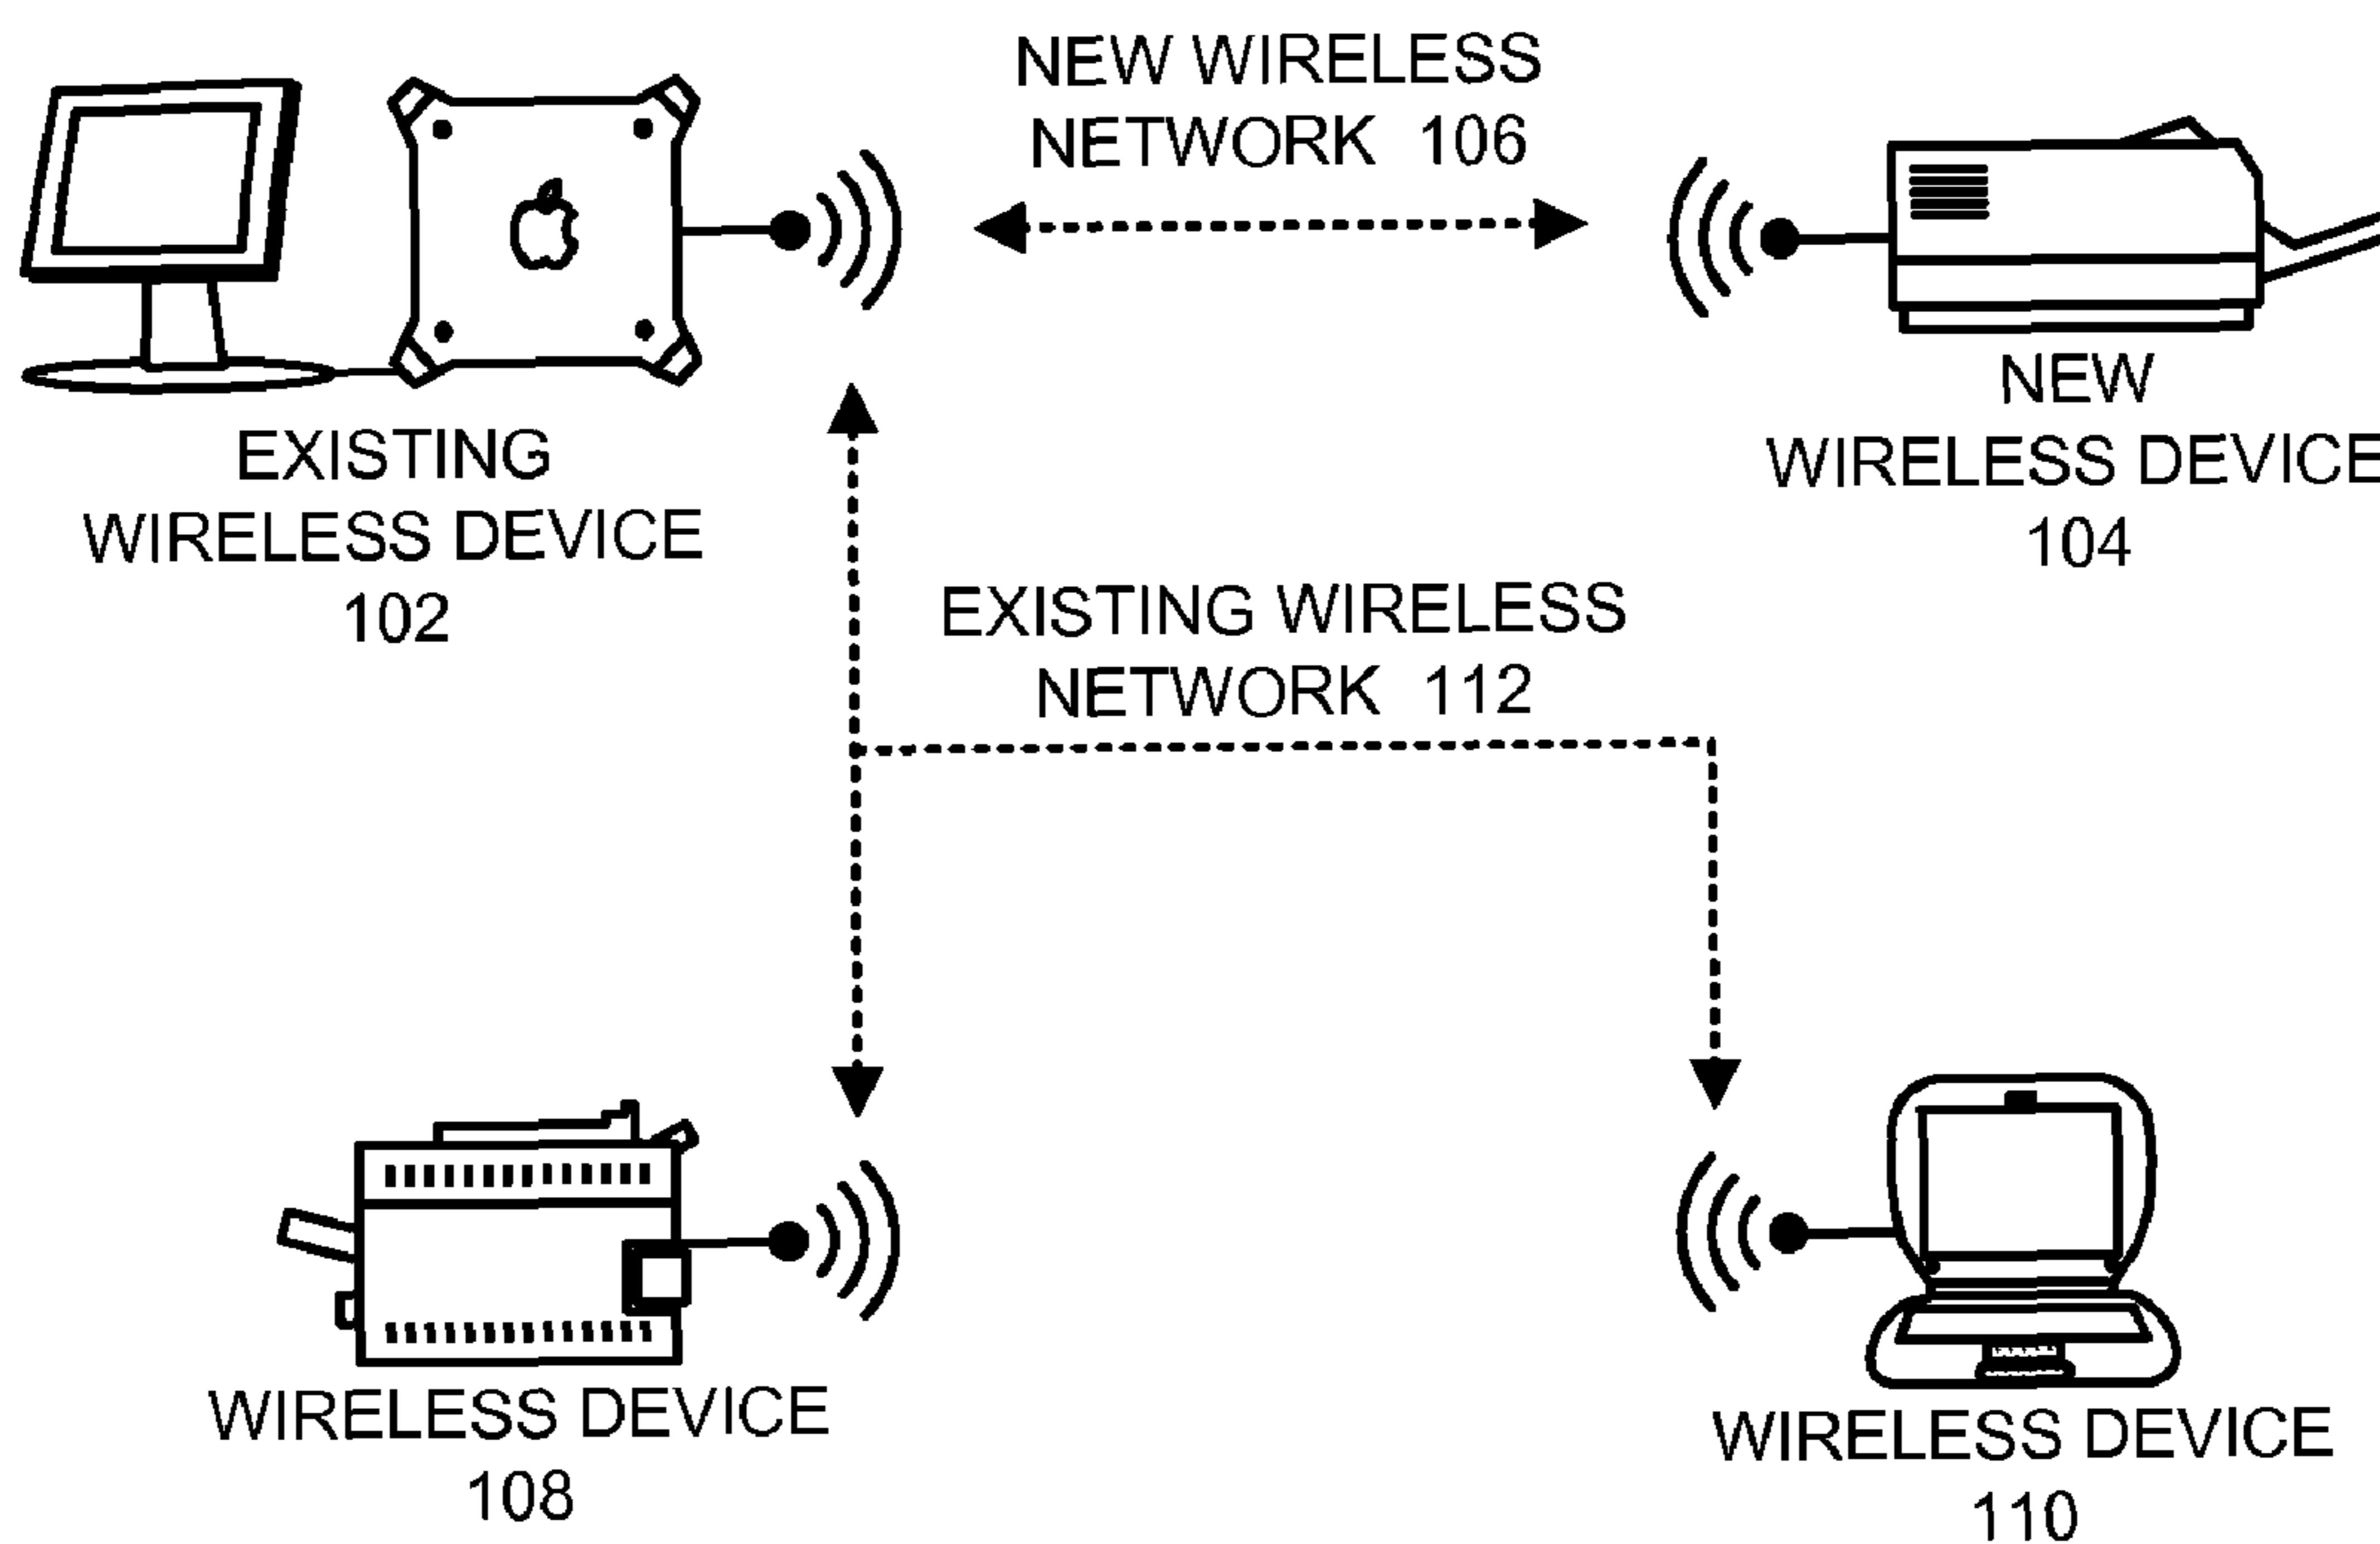 NEW WIRELESS
NETWORK 106
EXISTING
WIRELESS DEVICE
102
NEW
WIRELESS DEVICE
104
EXISTING WIRELESS
NETWORK 112
WIRELESS DEVICE
108
WIRELESS DEVICE
110